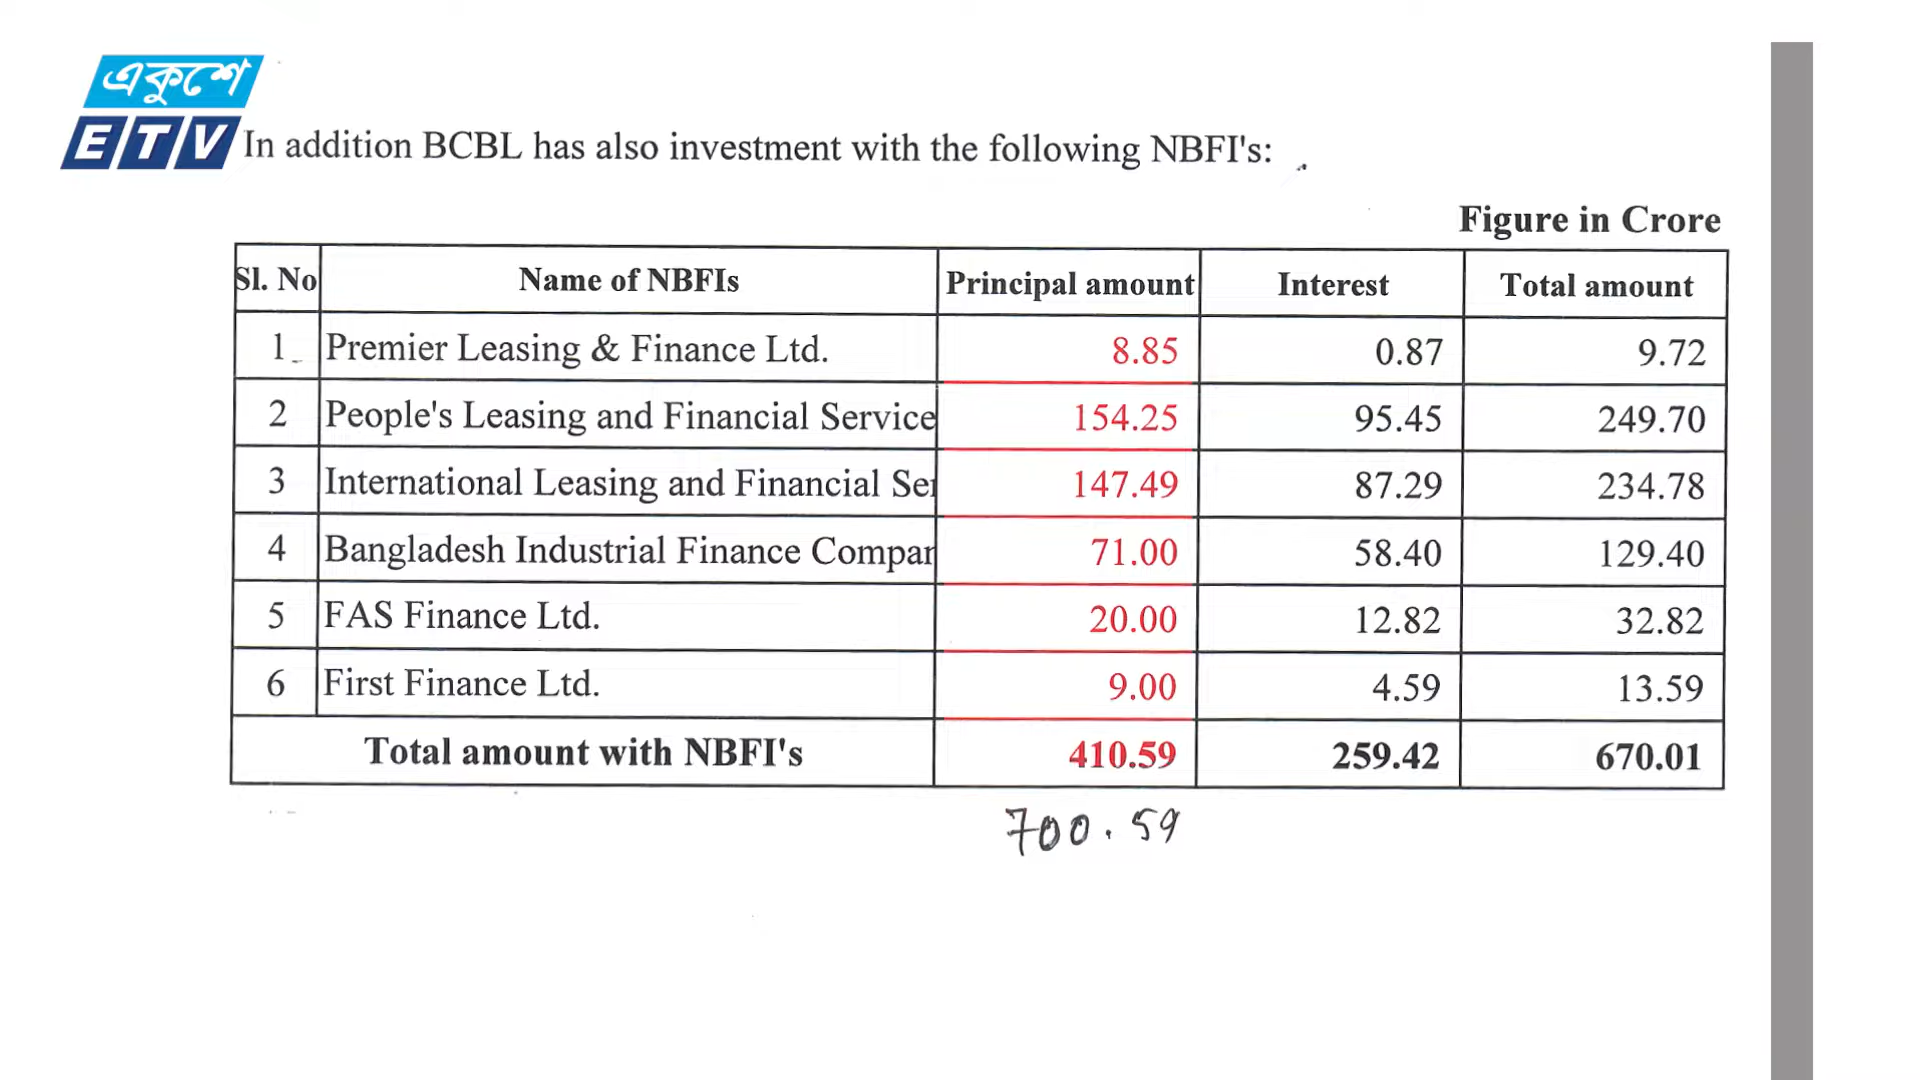 একুশে
ETV
In addition BCBL has also investment with the following NBFI's:
Figure in Crore
Sl. No Name of NBFIs Principal amount Interest Total amount
1 Premier Leasing & Finance Ltd. 8.85 0.87 9.72
2 People's Leasing and Financial Service 154.25 95.45 249.70
3 International Leasing and Financial Ser 147.49 87.29 234.78
4 Bangladesh Industrial Finance Compan 71.00 58.40 129.40
5 FAS Finance Ltd. 20.00 12.82 32.82
6 First Finance Ltd. 9.00 4.59 13.59
Total amount with NBFI's 410.59 259.42 670.01
700.59